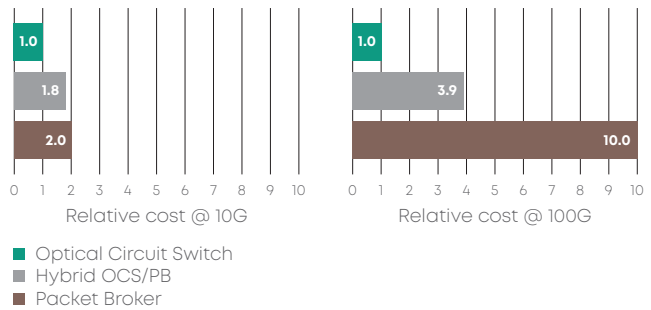 1.0
1.8
2.0
0 1 2 3 4 5 6 7 8 9 10
Relative cost @ 10G
1.0
3.9
10.0
0 1 2 3 4 5 6 7 8 9 10
Relative cost @ 100G
Optical Circuit Switch
Hybrid OCS/PB
Packet Broker